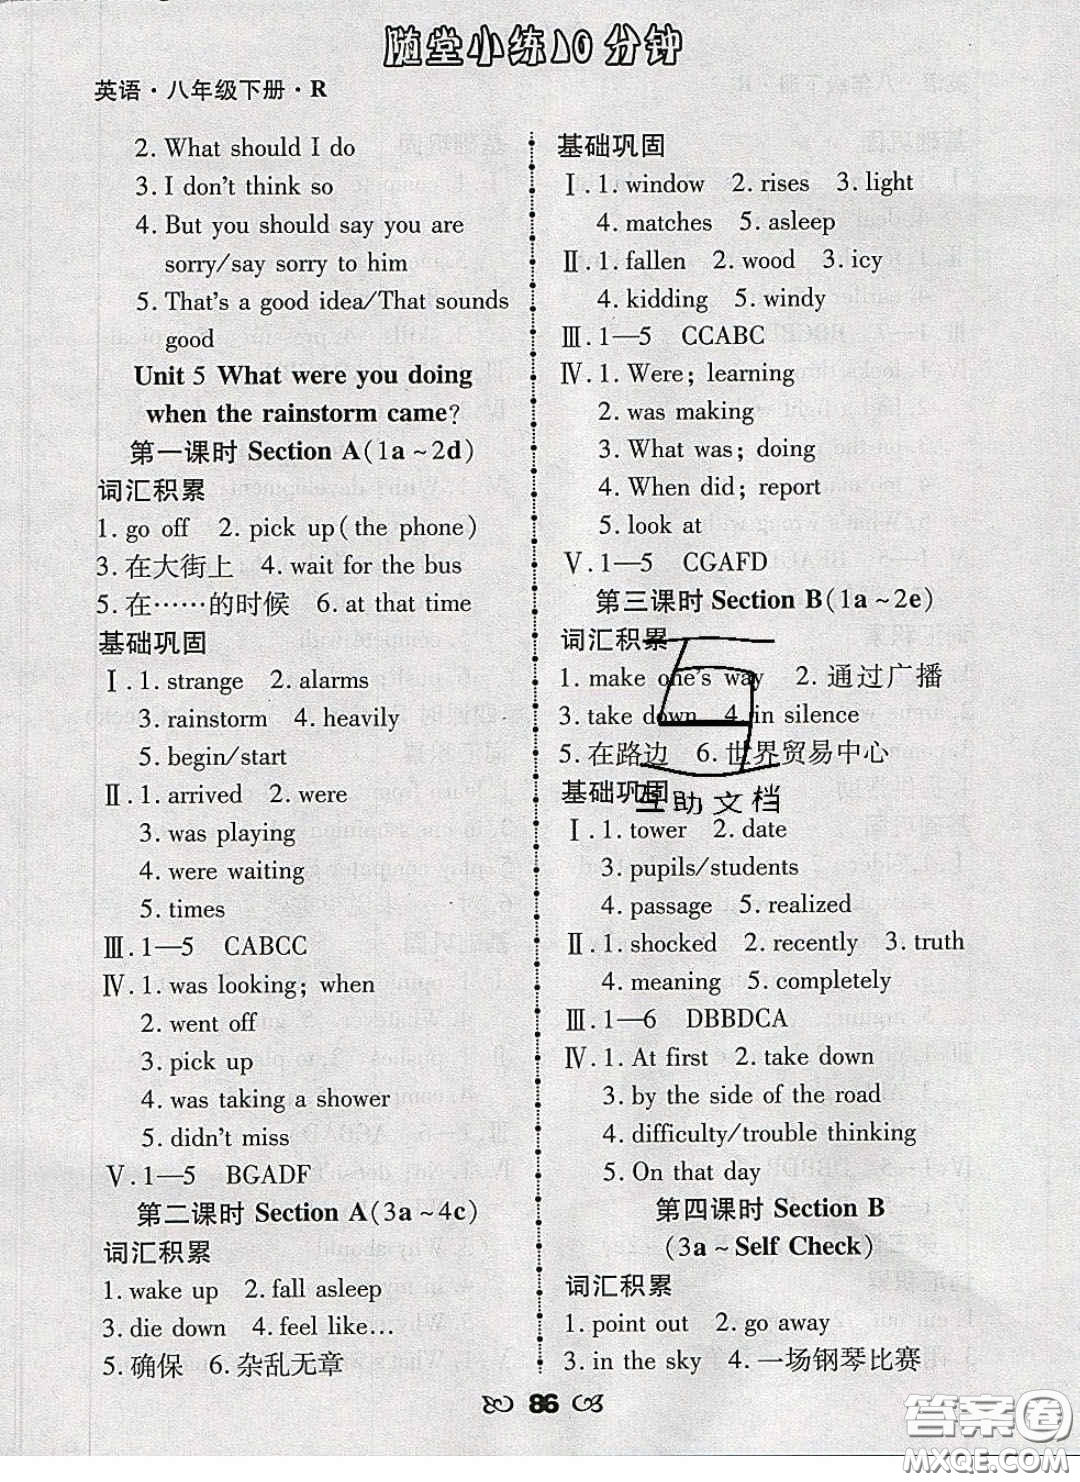 随堂小练10分钟
英语·八年级下册·R
2. What should I do
3. I don't think so
4. But you should say you are
sorry/say sorry to him
5. That's a good idea/That sounds
good
Unit 5 What were you doing
when the rainstorm came?
第一课时 Section A(1a~2d)
词汇积累
1. go off 2. pick up(the phone)
3. 在大街上 4. wait for the bus
5. 在……的时候 6. at that time
基础巩固
Ⅰ. 1. strange 2. alarms
3. rainstorm 4. heavily
5. begin/start
Ⅱ. 1. arrived 2. were
3. was playing
4. were waiting
5. times
Ⅲ. 1—5 CABCC
Ⅳ. 1. was looking; when
2. went off
3. pick up
4. was taking a shower
5. didn't miss
Ⅴ. 1—5 BGADF
第二课时 Section A(3a~4c)
词汇积累
1. wake up 2. fall asleep
3. die down 4. feel like…
5. 确保 6. 杂乱无章
基础巩固
Ⅰ. 1. window 2. rises 3. light
4. matches 5. asleep
Ⅱ. 1. fallen 2. wood 3. icy
4. kidding 5. windy
Ⅲ. 1—5 CCABC
Ⅳ. 1. Were; learning
2. was making
3. What was; doing
4. When did; report
5. look at
Ⅴ. 1—5 CGAFD
第三课时 Section B(1a~2e)
词汇积累
1. make one's way 2. 通过广播
3. take down 4. in silence
5. 在路边 6. 世界贸易中心
基础巩固
互助文档
Ⅰ. 1. tower 2. date
3. pupils/students
4. passage 5. realized
Ⅱ. 1. shocked 2. recently 3. truth
4. meaning 5. completely
Ⅲ. 1—6 DBBDCA
Ⅳ. 1. At first 2. take down
3. by the side of the road
4. difficulty/trouble thinking
5. On that day
第四课时 Section B
(3a~Self Check)
词汇积累
1. point out 2. go away
3. in the sky 4. 一场钢琴比赛
86
答案圈
MXQE.COM